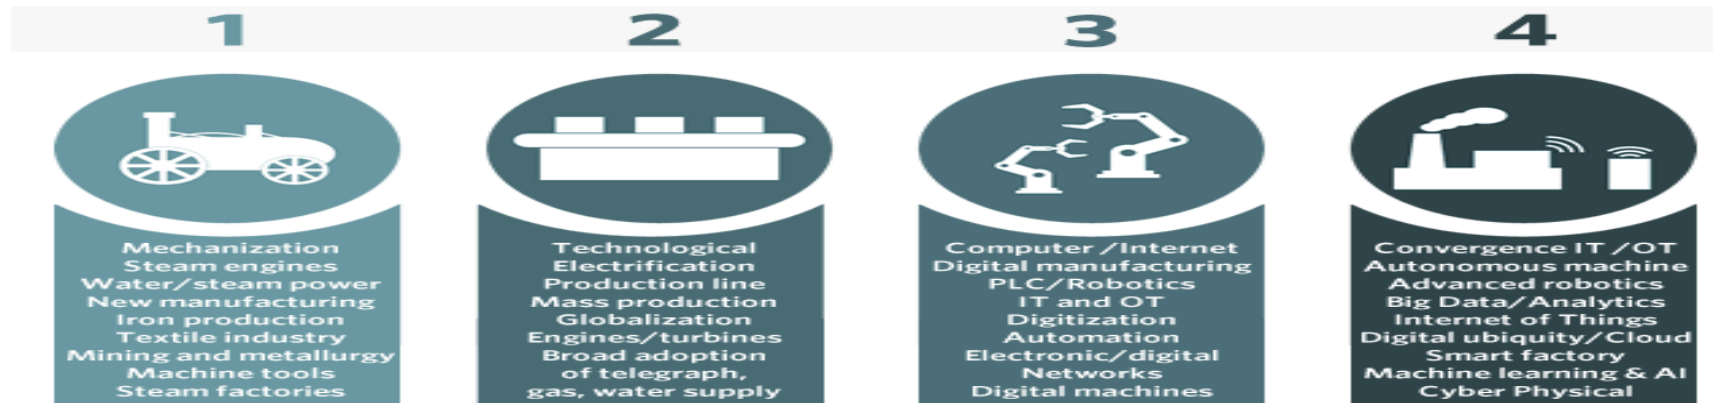 1
2
3
4
Mechanization
Steam engines
Water/steam power
New manufacturing
Iron production
Textile industry
Mining and metallurgy
Machine tools
Steam factories
Technological
Electrification
Production line
Mass production
Globalization
Engines/turbines
Broad adoption
of telegraph,
gas, water supply
Computer /Internet
Digital manufacturing
PLC/Robotics
IT and OT
Digitization
Automation
Electronic/digital
Networks
Digital machines
Convergence IT /OT
Autonomous machine
Advanced robotics
Big Data/Analytics
Internet of Things
Digital ubiquity/Cloud
Smart factory
Machine learning & AI
Cyber Physical